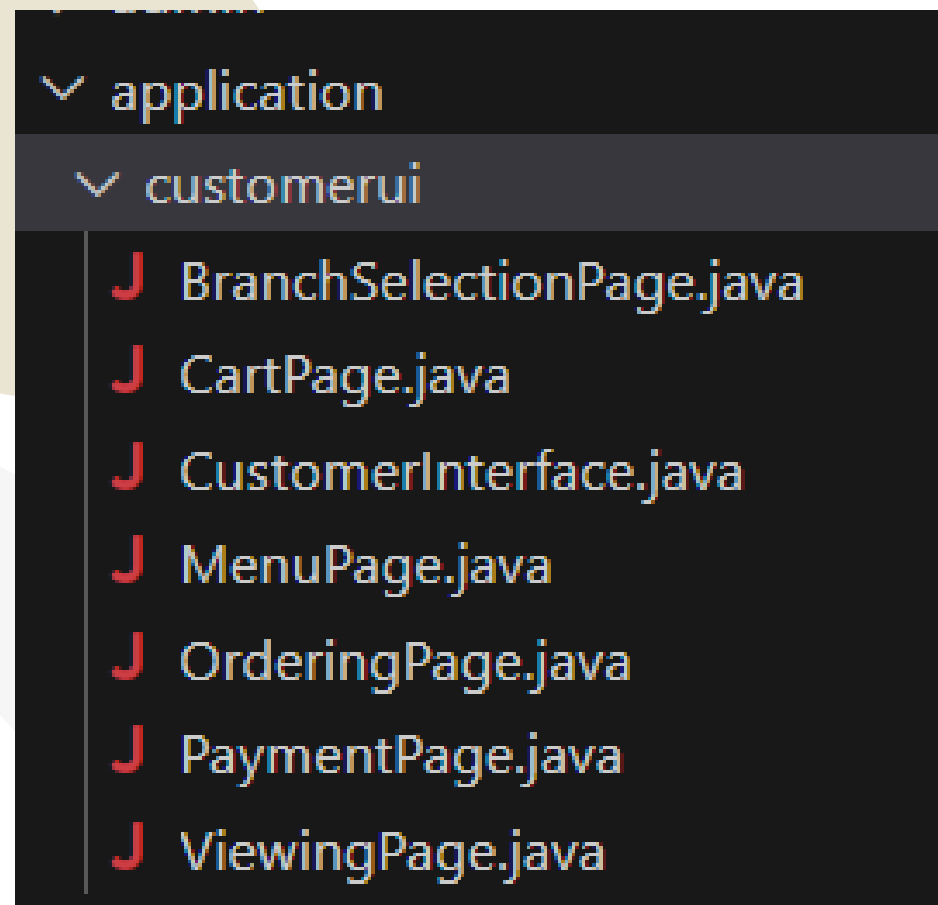 application
customerui
J BranchSelectionPage.java
J CartPage.java
J CustomerInterface.java
J MenuPage.java
J OrderingPage.java
J PaymentPage.java
J ViewingPage.java